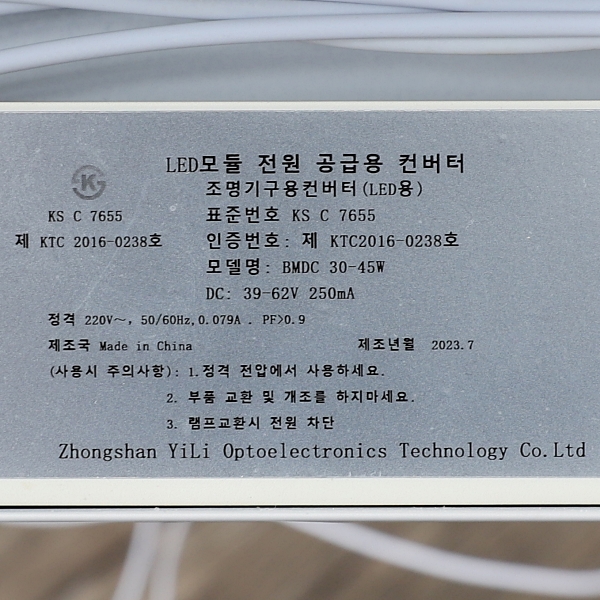 LED모듈 전원 공급용 컨버터
조명기구용컨버터(LED용)
K
KS C 7655
표준번호 KS C 7655
제 KTC 2016-0238호
인증번호: 제 KTC2016-0238호
모델명: BMDC 30-45W
DC: 39-62V 250mA
정격 220V~, 50/60Hz,0.079A . PF>0.9
제조국 Made in China
제조년월 2023.7
(사용시 주의사항): 1.정격 전압에서 사용하세요.
2. 부품 교환 및 개조를 하지마세요.
3. 램프교환시 전원 차단
Zhongshan YiLi Optoelectronics Technology Co.Ltd